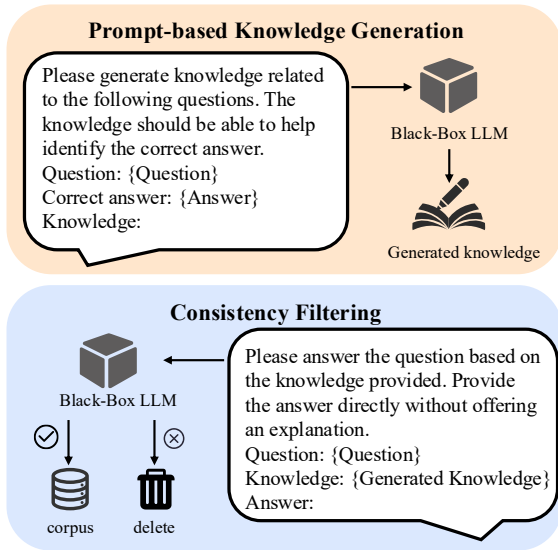 Prompt-based Knowledge Generation
Please generate knowledge related
to the following questions. The
knowledge should be able to help
identify the correct answer.
Question: {Question}
Correct answer: {Answer}
Knowledge:
Black-Box LLM
Generated knowledge
Consistency Filtering
Black-Box LLM
corpus
delete
Please answer the question based on
the knowledge provided. Provide
the answer directly without offering
an explanation.
Question: {Question}
Knowledge: {Generated Knowledge}
Answer: